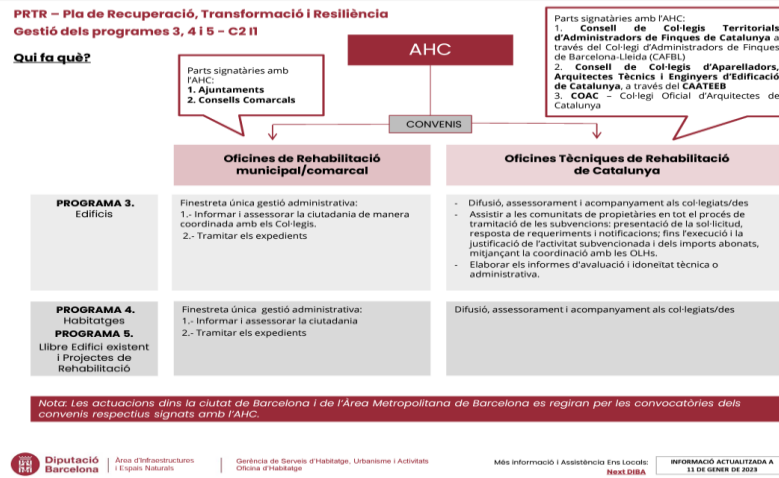 PRTR – Pla de Recuperació, Transformació i Resiliència
Gestió dels programes 3, 4 i 5 - C2 I1
Qui fa què?
Parts signatàries amb
l'AHC:
1. Ajuntaments
2. Consells Comarcals
AHC
Parts signatàries amb l'AHC:
1. Consell de Col·legis Territorials
d'Administradors de Finques de Catalunya a
través del Col·legi d'Administradors de Finques
de Barcelona-Lleida (CAFBL)
2. Consell de Col·legis d'Aparelladors,
Arquitectes Tècnics i Enginyers d'Edificació
de Catalunya, a través del CAATEEB
3. COAC – Col·legi Oficial d'Arquitectes de
Catalunya
CONVENIS
Oficines de Rehabilitació
municipal/comarcal
Oficines Tècniques de Rehabilitació
de Catalunya
PROGRAMA 3.
Edificis
Finestreta única gestió administrativa:
1.- Informar i assessorar la ciutadania de manera
coordinada amb els Col·legis.
2.- Tramitar els expedients
- Difusió, assessorament i acompanyament als col·legiats/des
- Assistir a les comunitats de propietàries en tot el procés de
tramitació de les subvencions: presentació de la sol·licitud,
resposta de requeriments i notificacions; fins l'execució i la
justificació de l'activitat subvencionada i dels imports abonats,
mitjançant la coordinació amb les OLHs.
- Elaborar els informes d'avaluació i idoneïtat tècnica o
administrativa.
PROGRAMA 4.
Habitatges
PROGRAMA 5.
Llibre Edifici existent
i Projectes de
Rehabilitació
Finestreta única gestió administrativa:
1.- Informar i assessorar la ciutadania
2.- Tramitar els expedients
Difusió, assessorament i acompanyament als col·legiats/des
Nota: Les actuacions dins la ciutat de Barcelona i de l'Àrea Metropolitana de Barcelona es regiran per les convocatòries dels
convenis respectius signats amb l'AHC.
Diputació
Barcelona
Àrea d'Infraestructures
i Espais Naturals
Gerència de Serveis d'Habitatge, Urbanisme i Activitats
Oficina d'Habitatge
Més informació i Assistència Ens Locals:
Next DIBA
INFORMACIÓ ACTUALITZADA A
11 DE GENER DE 2023